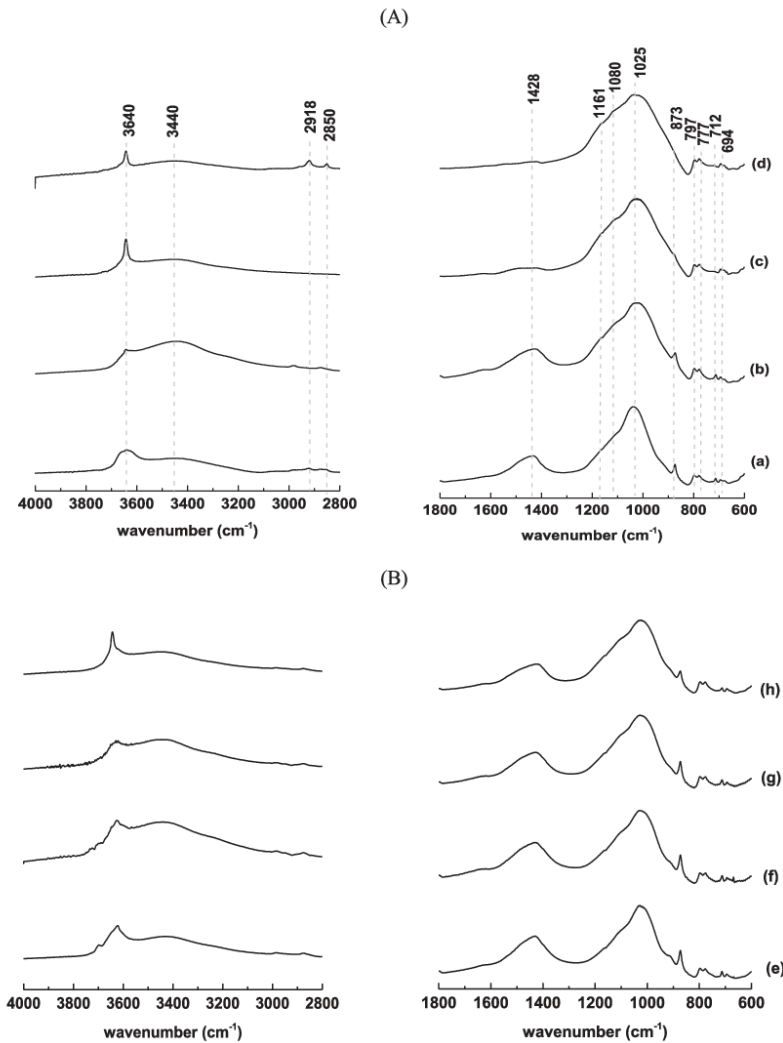 (A)
3640
3440
2918
2850
1428
1161
1080
1025
873
797
777
712
694
(d)
(c)
(b)
(a)
4000 3800 3600 3400 3200 3000 2800
1800 1600 1400 1200 1000 800 600
wavenumber (cm-1)
wavenumber (cm-1)
(B)
(h)
(g)
(f)
(e)
4000 3800 3600 3400 3200 3000 2800
1800 1600 1400 1200 1000 800 600
wavenumber (cm-1)
wavenumber (cm-1)